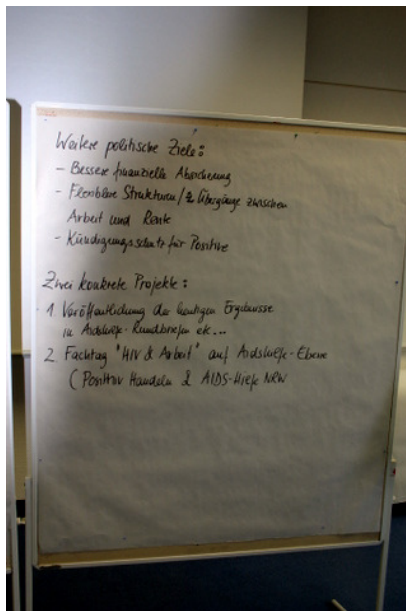 Weitere politische Ziele:
- Bessere finanzielle Absicherung
- Flexiblere Strukturen / Übergänge zwischen
Arbeit und Rente
- Kündigungsschutz für Positive
Zwei konkrete Projekte:
1. Veröffentlichung der heutigen Ergebnisse
in Aidshilfe-Rundbriefen etc...
2. Fachtag "HIV & Arbeit" auf Aidshilfe-Ebene
(Positiv Handeln & AIDS-Hilfe NRW